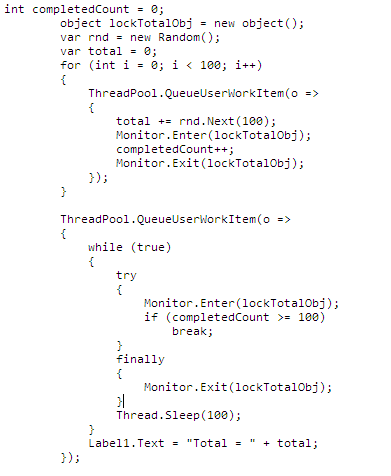 int completedCount = 0;
object lockTotalObj = new object();
var rnd = new Random();
var total = 0;
for (int i = 0; i < 100; i++)
{
ThreadPool.QueueUserWorkItem(o =>
{
total += rnd.Next(100);
Monitor.Enter(lockTotalObj);
completedCount++;
Monitor.Exit(lockTotalObj);
});
}
ThreadPool.QueueUserWorkItem(o =>
{
while (true)
{
try
{
Monitor.Enter(lockTotalObj);
if (completedCount >= 100)
break;
}
finally
{
Monitor.Exit(lockTotalObj);
}
Thread.Sleep(100);
}
Label1.Text = "Total = " + total;
});